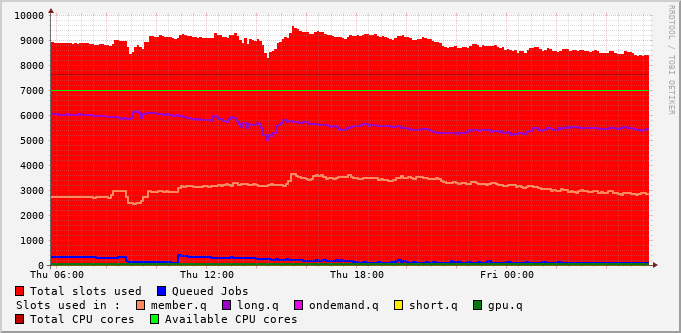 10000
9000
8000
7000
6000
5000
4000
3000
2000
1000
0
Thu 06:00 Thu 12:00 Thu 18:00 Fri 00:00
Total slots used Queued Jobs
Slots used in : member.q long.q ondemand.q short.q gpu.q
Total CPU cores Available CPU cores
RRDTOOL / TOBI OETIKER